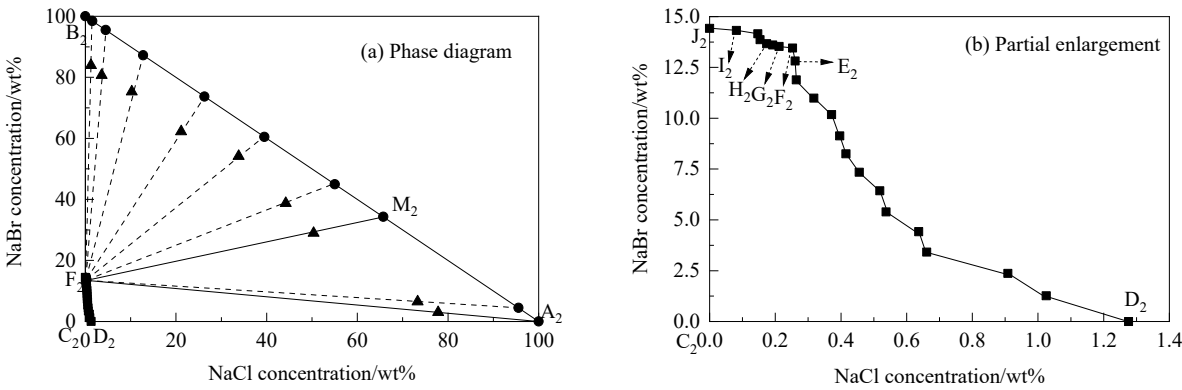 100
B2
(a) Phase diagram
80
60
40
M2
20
F2
A2
0
C2 0 D2 20 40 60 80 100
NaCl concentration/wt%
NaBr concentration/wt%
15.0
J2
(b) Partial enlargement
I2
E2
12.5
H2 G2 F2
10.0
7.5
5.0
2.5
D2
0.0
C2 0.0 0.2 0.4 0.6 0.8 1.0 1.2 1.4
NaCl concentration/wt%
NaBr concentration/wt%